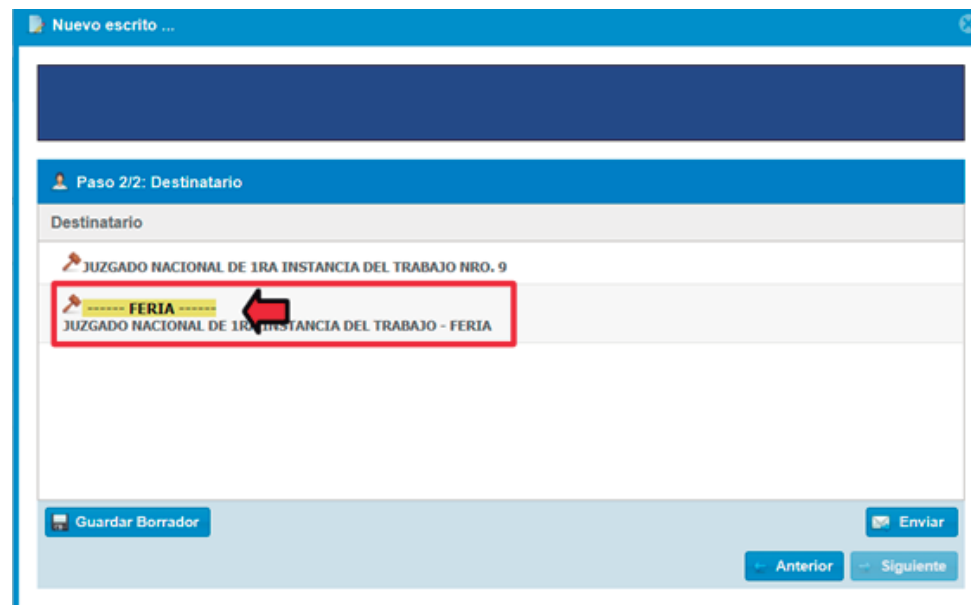 Nuevo escrito ...
Paso 2/2: Destinatario
Destinatario
JUZGADO NACIONAL DE 1RA INSTANCIA DEL TRABAJO NRO. 9
------ FERIA ------
JUZGADO NACIONAL DE 1RA INSTANCIA DEL TRABAJO - FERIA
Guardar Borrador
Enviar
Anterior
Siguiente